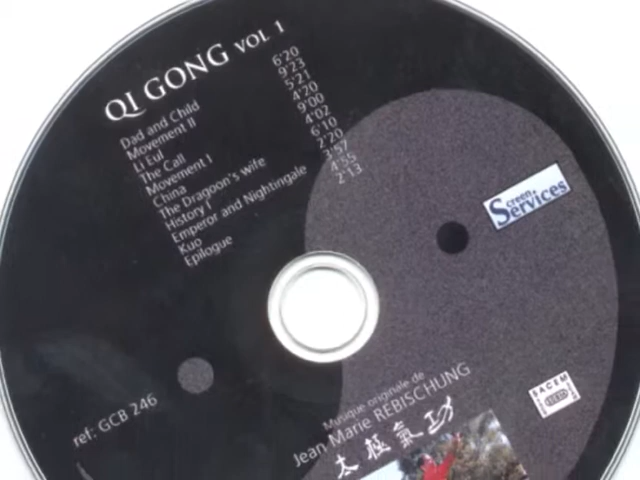 QI GONG VOL 1
Dad and Child 6'20
Movement II 9'23
Li Eul 5'21
The Call 4'20
Movement I 9'00
China 4'02
The Dragoon's wife 6'10
History I 2'20
Emperor and Nightingale 3'57
Kuo 4'55
Epilogue 2'13
Screen
Services
SACEM
ref: GCB 246
Musique originale de
Jean-Marie REBISCHUNG
太極氣功